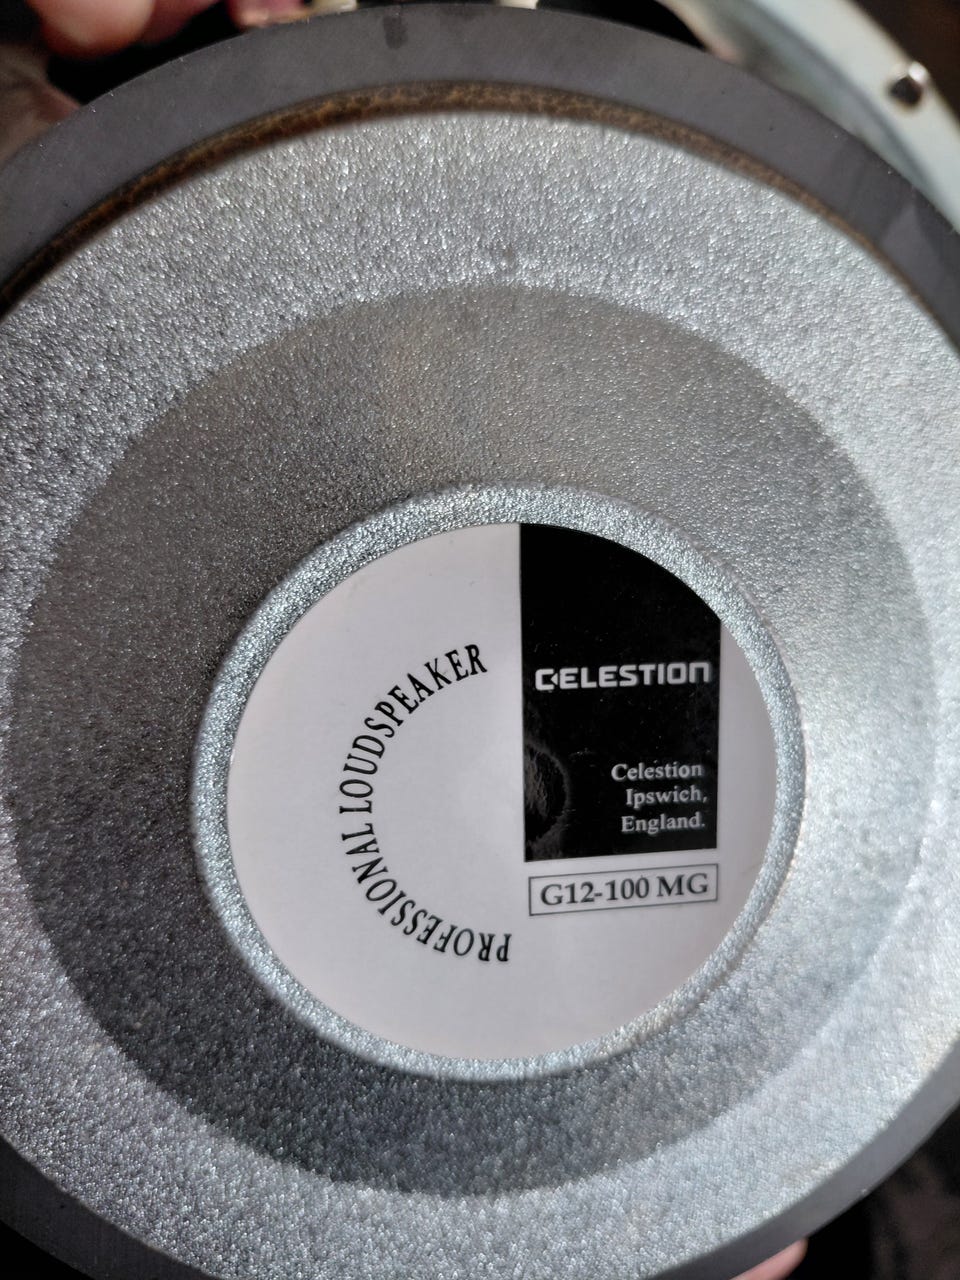 PROFESSIONAL LOUDSPEAKER
CELESTION
Celestion
Ipswich,
England.
G12-100 MG